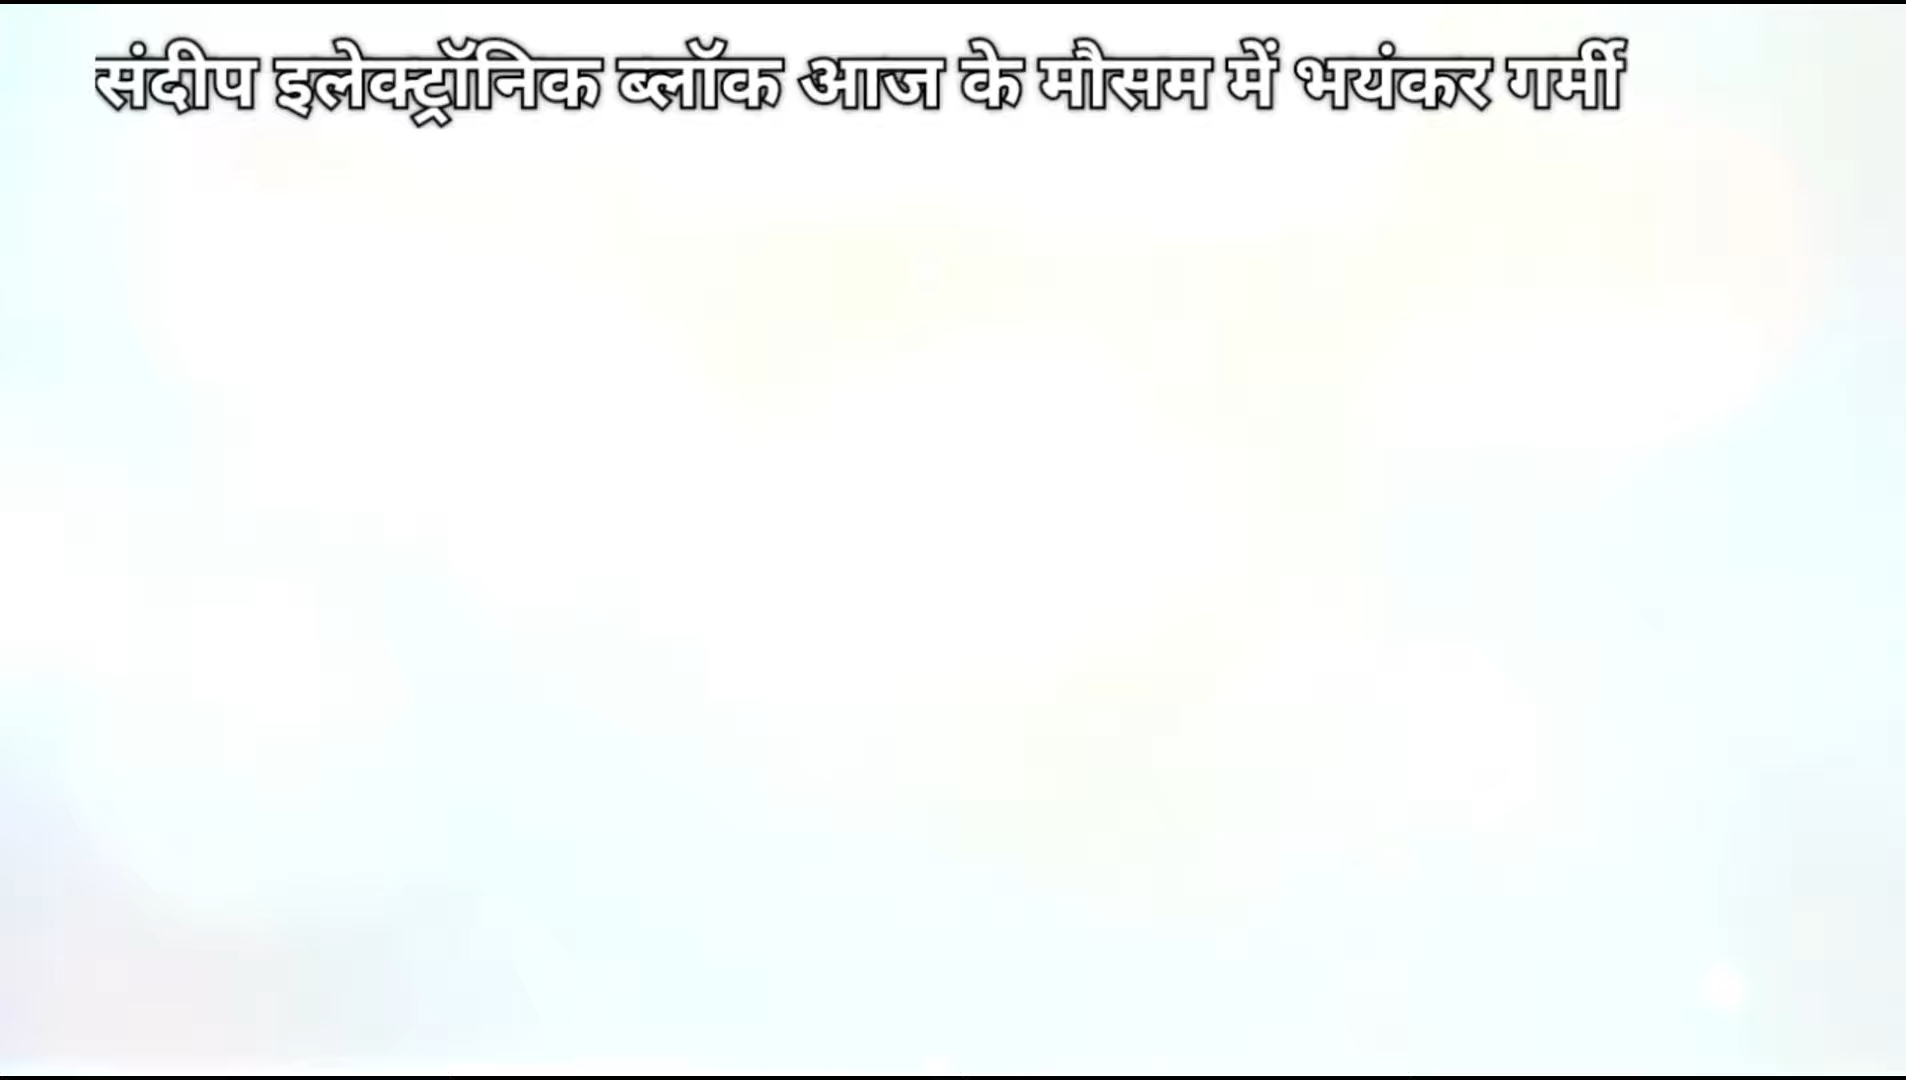 संदीप इलेक्ट्रॉनिक ब्लॉक आज के मौसम में भयंकर गर्मी